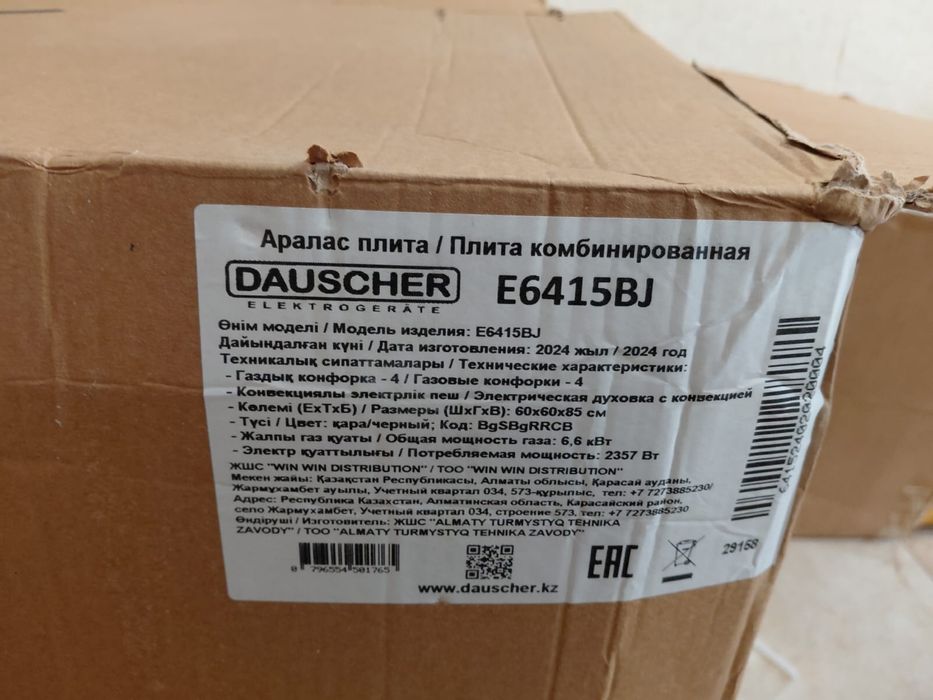 Аралас плита / Плита комбинированная
DAUSCHER E6415BJ
ELEKTROGERÄTE
Өнім моделі / Модель изделия: E6415BJ
Дайындалған күні / Дата изготовления: 2024 жыл / 2024 год
Техникалық сипаттамалары / Технические характеристики:
- Газдық конфорка - 4 / Газовые конфорки - 4
- Конвекциялы электрлік пеш / Электрическая духовка с конвекцией
- Көлемі (ЕхТхБ) / Размеры (ШхГхВ): 60х60х85 см
- Түсі / Цвет: қара/черный; Код: BgSBgRRCB
- Жалпы газ қуаты / Общая мощность газа: 6,6 кВт
- Электр қуаттылығы / Потребляемая мощность: 2357 Вт
ЖШС "WIN WIN DISTRIBUTION" / ТОО "WIN WIN DISTRIBUTION"
Мекен жайы: Қазақстан Республикасы, Алматы облысы, Қарасай ауданы,
Жармұхамбет ауылы, Учетный квартал 034, 573-құрылыс, тел: +7 7273885230/
Адрес: Республика Казахстан, Алматинская область, Карасайский район,
село Жармухамбет, Учетный квартал 034, строение 573, тел: +7 7273885230
Өндіруші / Изготовитель: ЖШС "ALMATY TURMYSTYQ TEHNIKA
ZAVODY" / ТОО "ALMATY TURMYSTYQ TEHNIKA ZAVODY"
0 796554 501765
EAC
29158
www.dauscher.kz